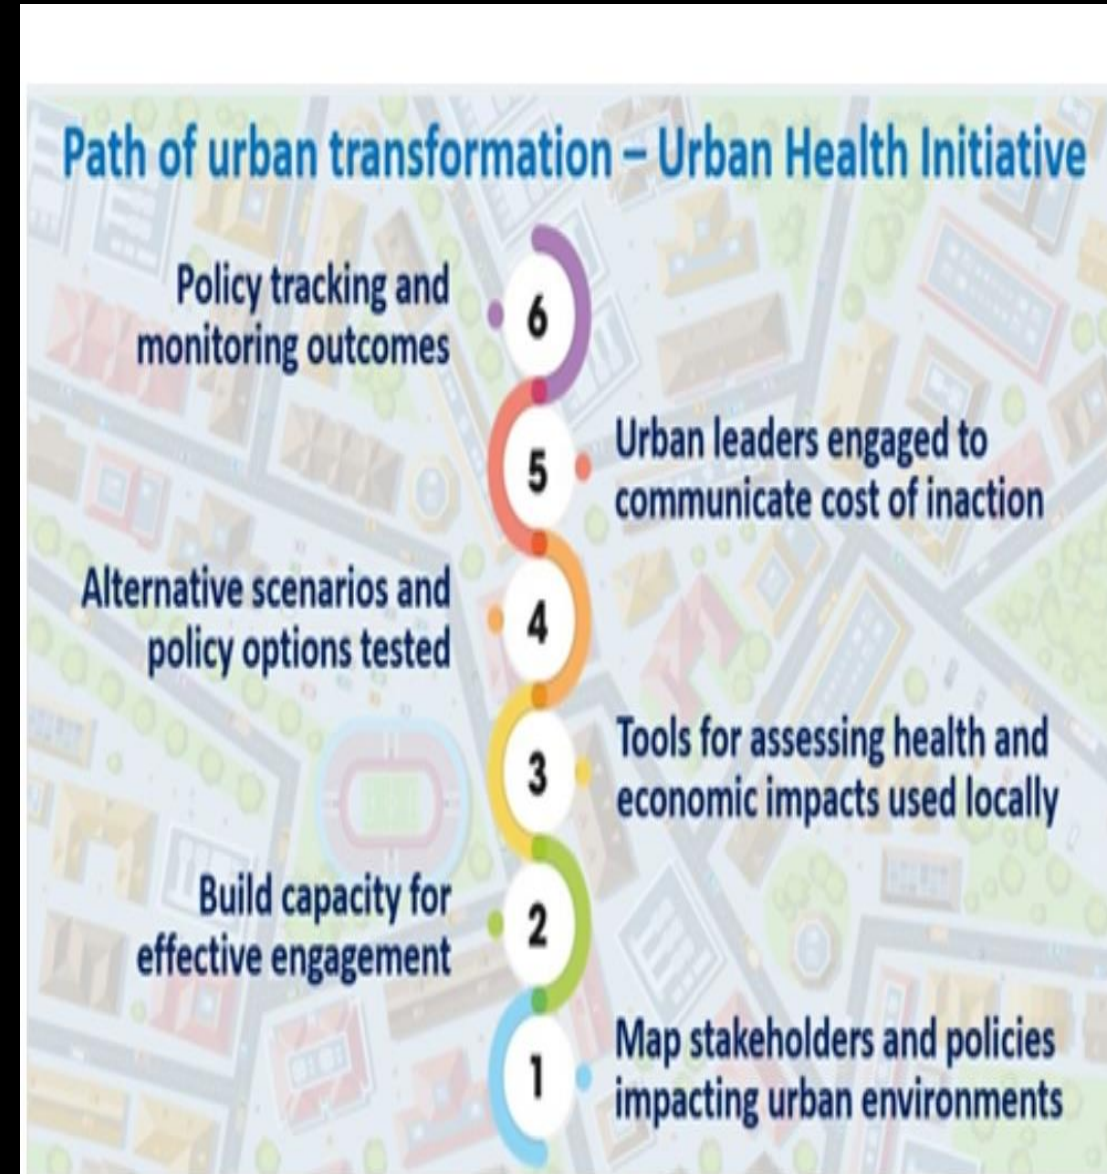 Path of urban transformation – Urban Health Initiative
Policy tracking and
monitoring outcomes
6
5
Urban leaders engaged to
communicate cost of inaction
Alternative scenarios and
policy options tested
4
3
Tools for assessing health and
economic impacts used locally
Build capacity for
effective engagement
2
1
Map stakeholders and policies
impacting urban environments